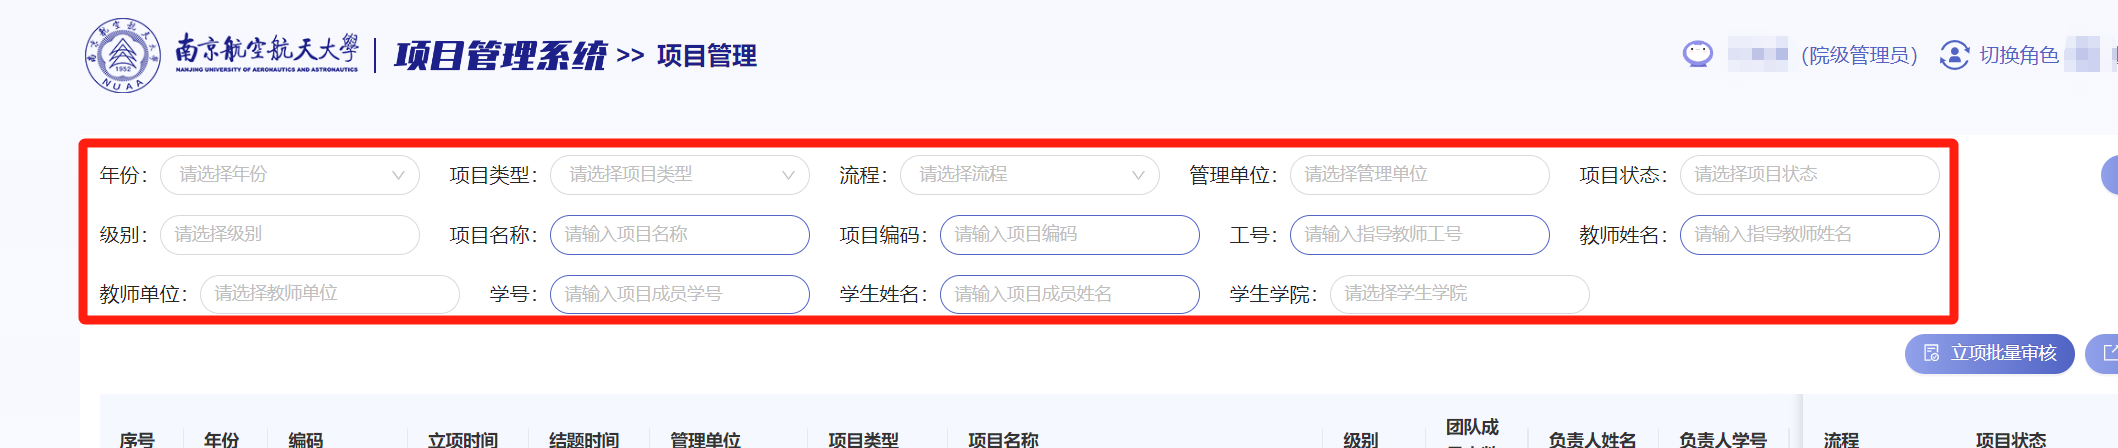 南京航空航天大學 NANJING UNIVERSITY OF AERONAUTICS AND ASTRONAUTICS 1952 NUAA 项目管理系统 >> 项目管理 (院级管理员) 切换角色
年份： 请选择年份 项目类型： 请选择项目类型 流程： 请选择流程 管理单位： 请选择管理单位 项目状态： 请选择项目状态
级别： 请选择级别 项目名称： 请输入项目名称 项目编码： 请输入项目编码 工号： 请输入指导教师工号 教师姓名： 请输入指导教师姓名
教师单位： 请选择教师单位 学号： 请输入项目成员学号 学生姓名： 请输入项目成员姓名 学生学院： 请选择学生学院
立项批量审核
序号 年份 编码 立项时间 结题时间 管理单位 项目类型 项目名称 级别 团队成 负责人姓名 负责人学号 流程 项目状态